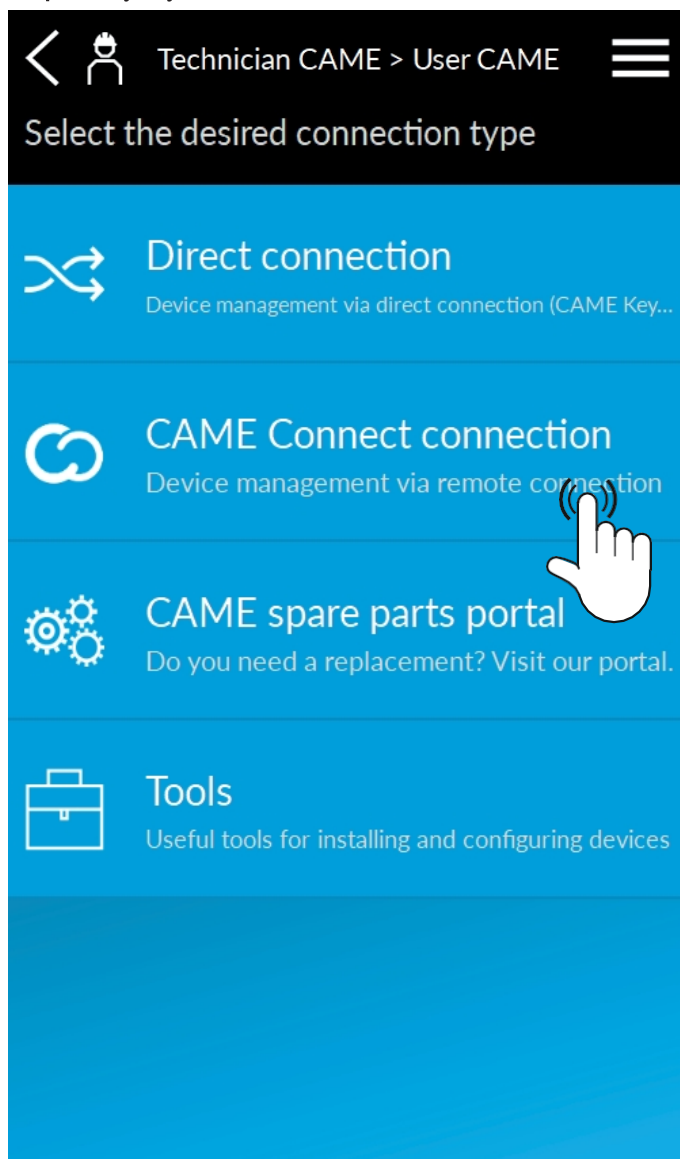 Technician CAME > User CAME
Select the desired connection type
Direct connection
Device management via direct connection (CAME Key...
CAME Connect connection
Device management via remote connection
CAME spare parts portal
Do you need a replacement? Visit our portal.
Tools
Useful tools for installing and configuring devices